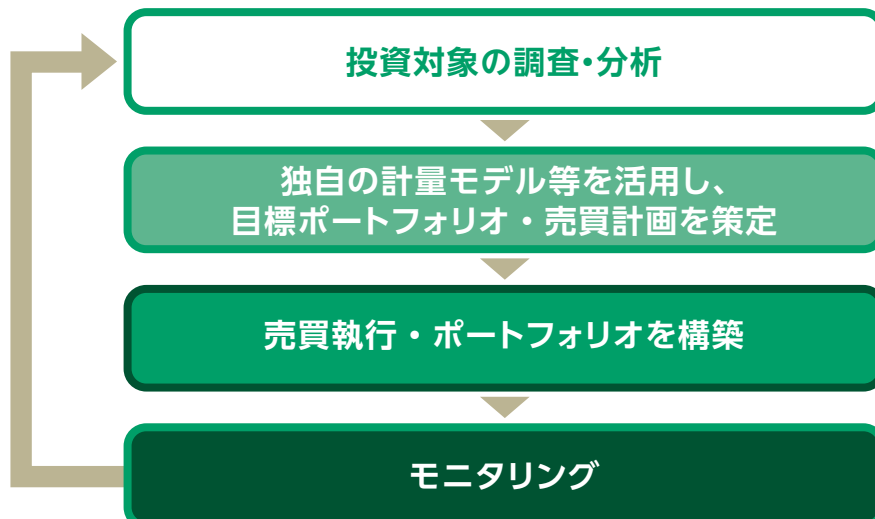 投資対象の調査・分析
独自の計量モデル等を活用し、
目標ポートフォリオ・売買計画を策定
売買執行・ポートフォリオを構築
モニタリング